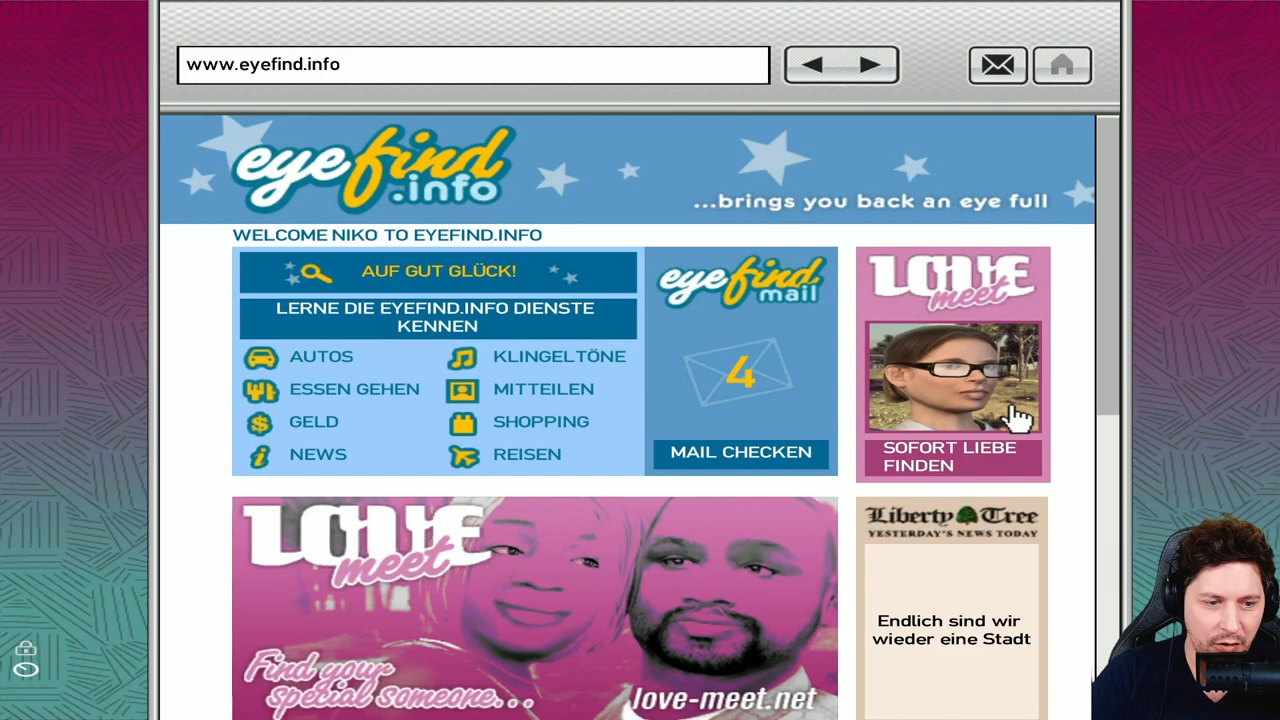 www.eyefind.info
eyefind
.info
...brings you back an eye full
WELCOME NIKO TO EYEFIND.INFO
AUF GUT GLÜCK!
LERNE DIE EYEFIND.INFO DIENSTE
KENNEN
AUTOS
KLINGELTÖNE
ESSEN GEHEN
MITTEILEN
GELD
SHOPPING
NEWS
REISEN
eyefind
mail
4
MAIL CHECKEN
LOVE
meet
SOFORT LIEBE
FINDEN
LOVE
meet
Find your
special someone...
love-meet.net
Liberty Tree
YESTERDAY'S NEWS TODAY
Endlich sind wir
wieder eine Stadt